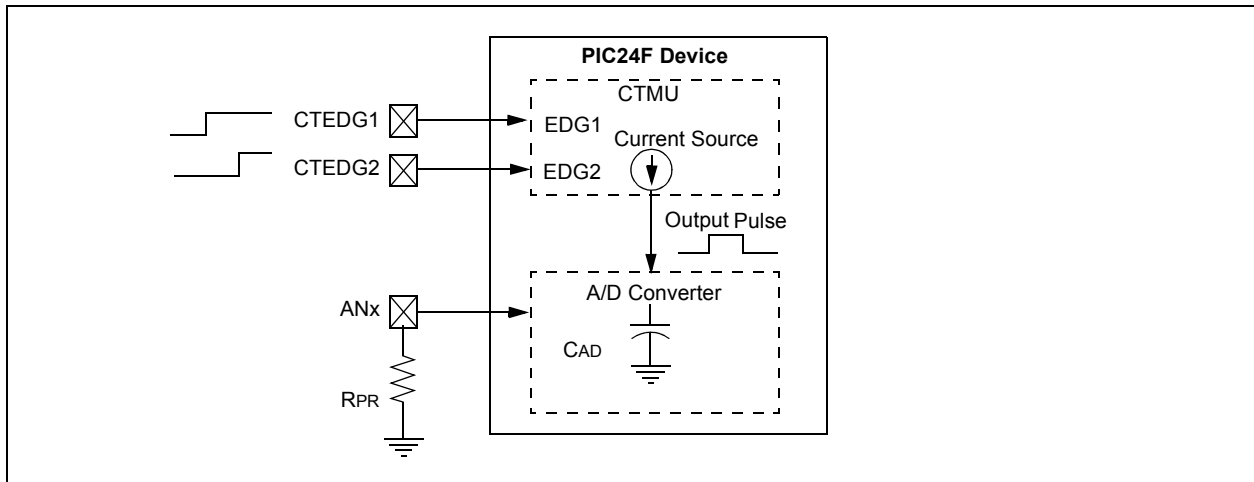 PIC24F Device
CTMU
CTEDG1
EDG1
Current Source
CTEDG2
EDG2
Output Pulse
A/D Converter
ANx
CAD
RPR